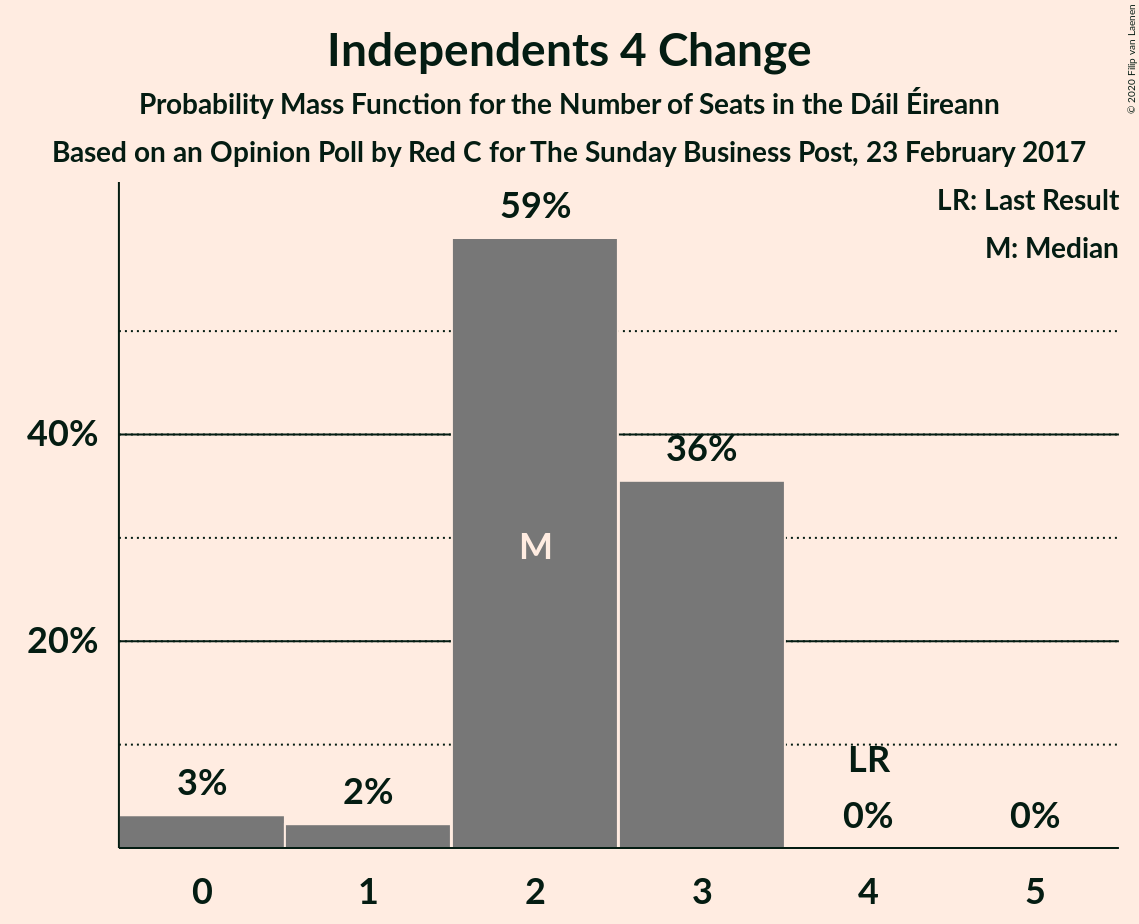 Independents 4 Change
Probability Mass Function for the Number of Seats in the Dáil Éireann
Based on an Opinion Poll by Red C for The Sunday Business Post, 23 February 2017
© 2020 Filip van Laenen
LR: Last Result
M: Median
59%
40%
36%
M
20%
LR
3%
2%
0%
0%
0 1 2 3 4 5